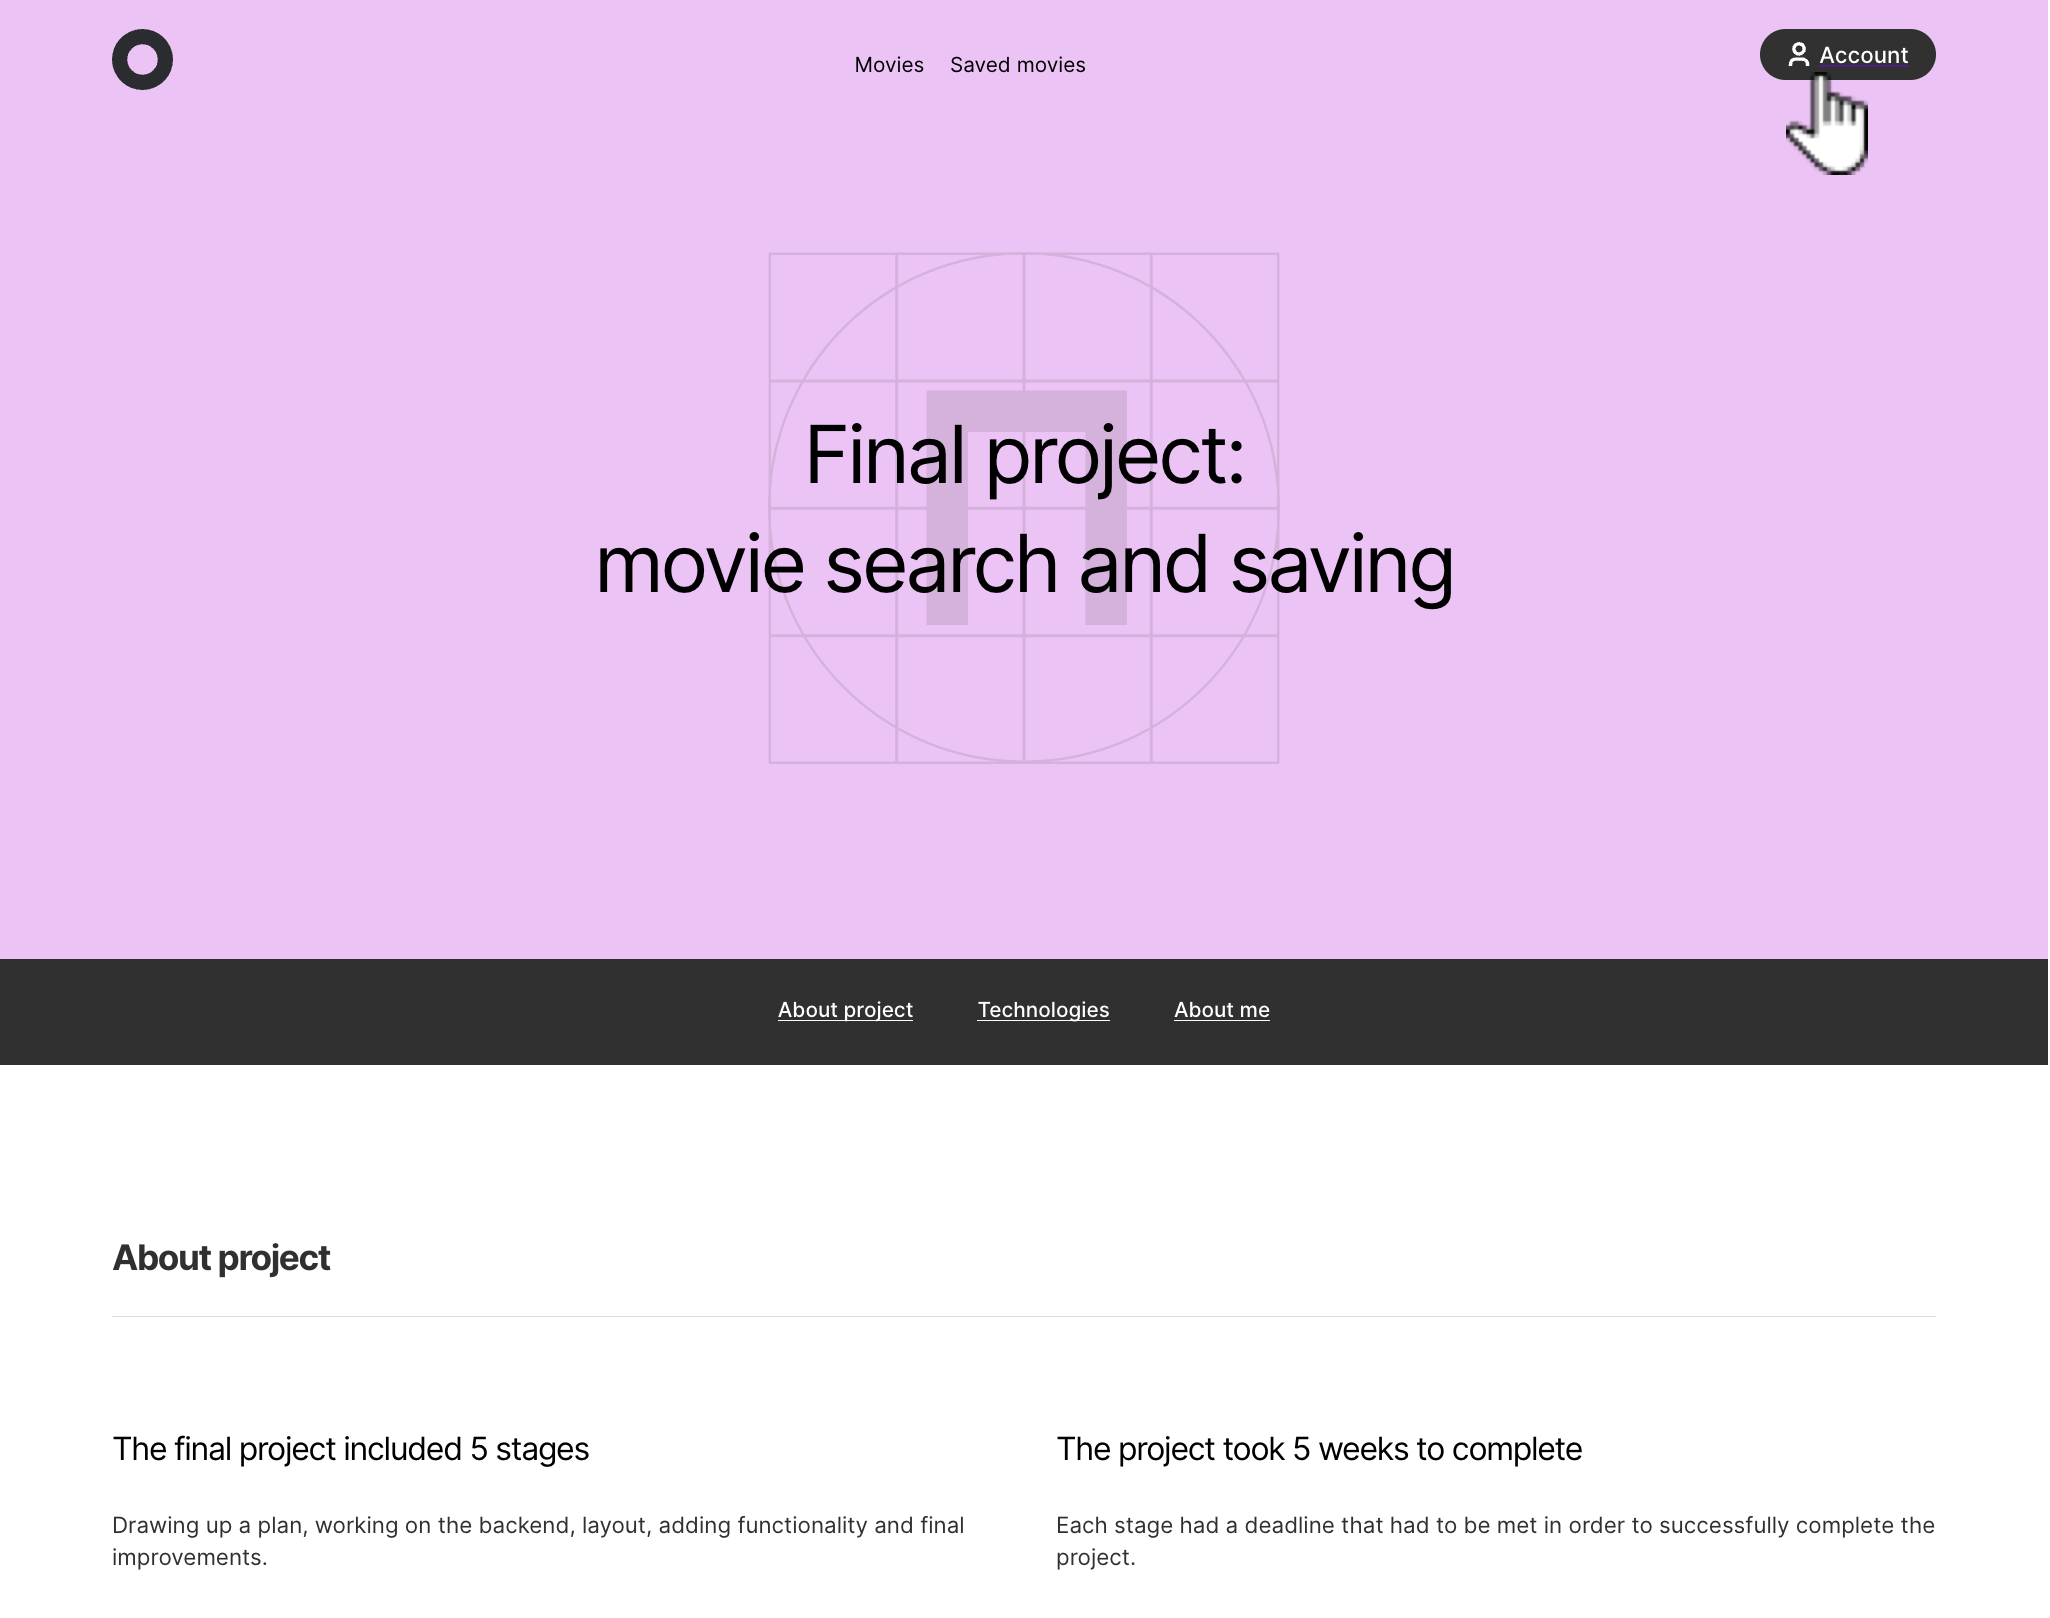 Movies Saved movies Account
П
Final project:
movie search and saving
About project Technologies About me
About project
The final project included 5 stages
Drawing up a plan, working on the backend, layout, adding functionality and final
improvements.
The project took 5 weeks to complete
Each stage had a deadline that had to be met in order to successfully complete the
project.